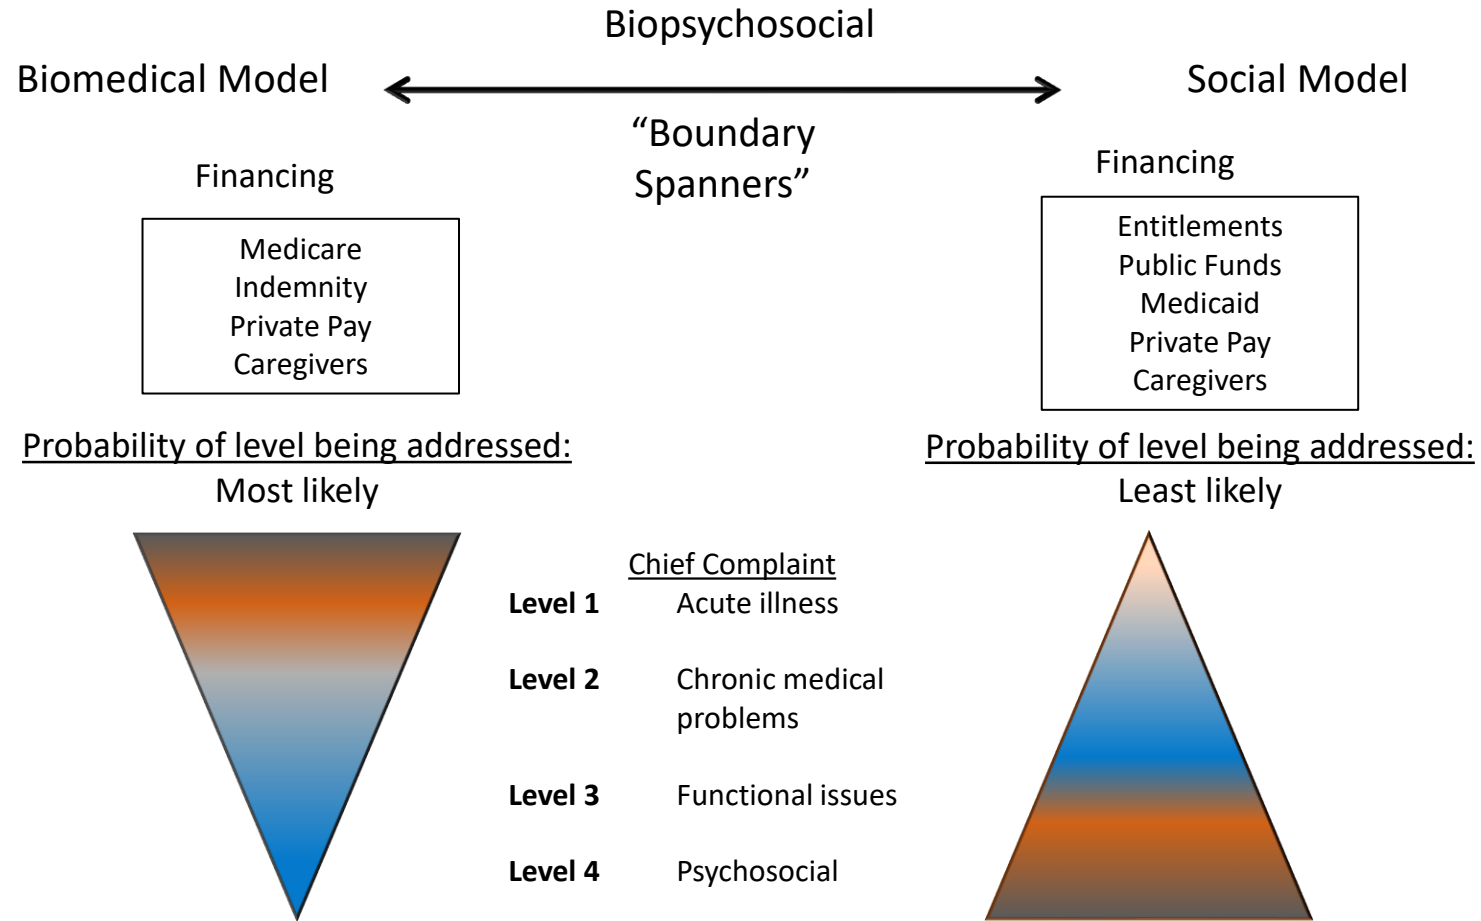 Biopsychosocial
Biomedical Model
Social Model
“Boundary
Spanners”
Financing
Medicare
Indemnity
Private Pay
Caregivers
Financing
Entitlements
Public Funds
Medicaid
Private Pay
Caregivers
Probability of level being addressed:
Most likely
Probability of level being addressed:
Least likely
Chief Complaint
Level 1 Acute illness
Level 2 Chronic medical
problems
Level 3 Functional issues
Level 4 Psychosocial